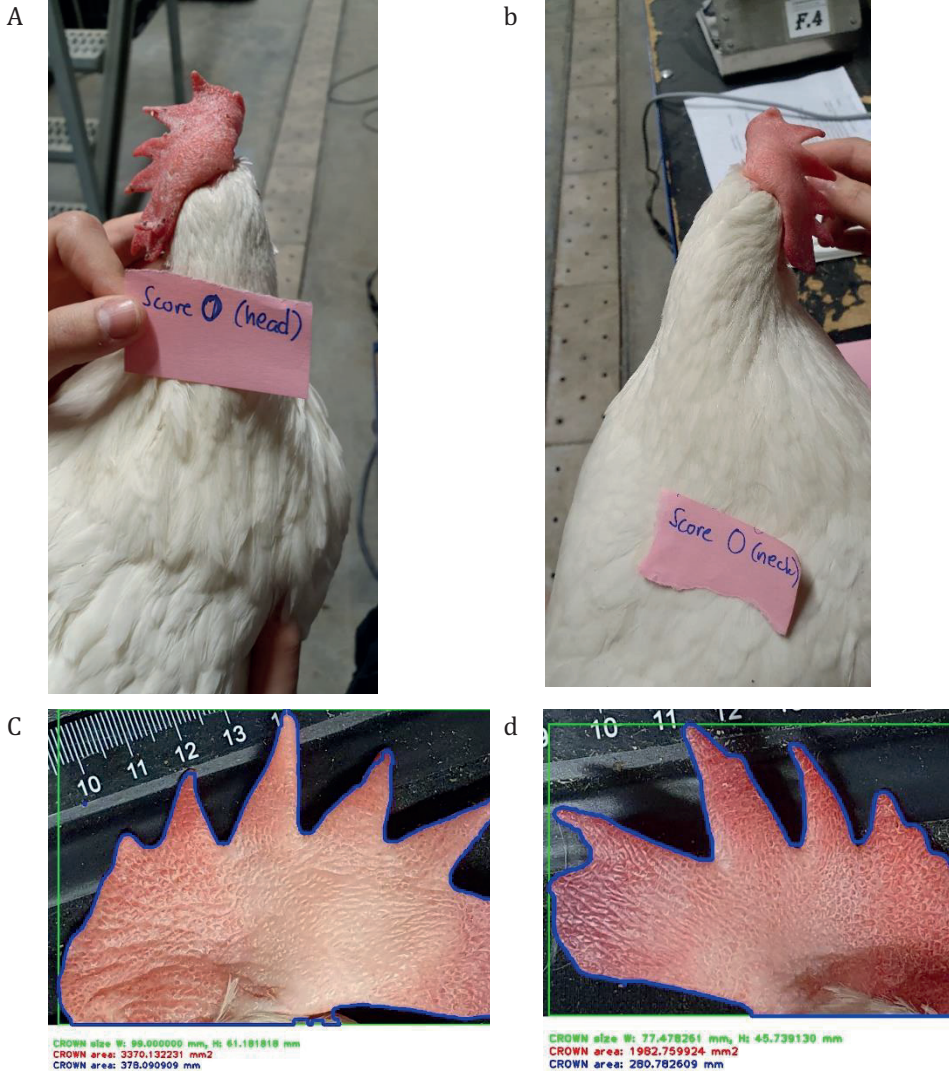 A
b
F.4
Score 0 (head)
Score 0 (neck)
C
10 11 12 13
d
9 10 11 12
CROWN size W: 99.000000 mm, H: 61.181818 mm
CROWN area: 3370.132231 mm2
CROWN area: 378.090909 mm
CROWN size W: 77.478261 mm, H: 45.739130 mm
CROWN area: 1982.759924 mm2
CROWN area: 280.782609 mm